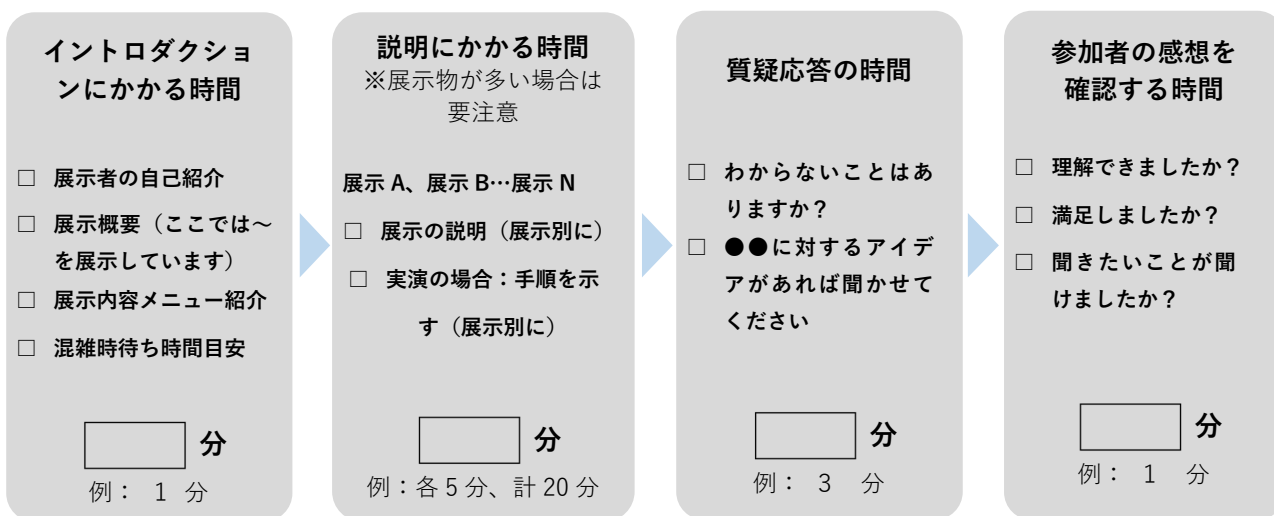 イントロダクショ
ンにかかる時間
□ 展示者の自己紹介
□ 展示概要（ここでは～
を展示しています）
□ 展示内容メニュー紹介
□ 混雑時待ち時間目安
分
例： 1 分
説明にかかる時間
※展示物が多い場合は
要注意
展示 A、展示 B…展示 N
□ 展示の説明（展示別に）
□ 実演の場合：手順を示
す（展示別に）
分
例：各 5 分、計 20 分
質疑応答の時間
□ わからないことはあ
りますか？
□ ●●に対するアイデ
アがあれば聞かせて
ください
分
例： 3 分
参加者の感想を
確認する時間
□ 理解できましたか？
□ 満足しましたか？
□ 聞きたいことが聞
けましたか？
分
例： 1 分